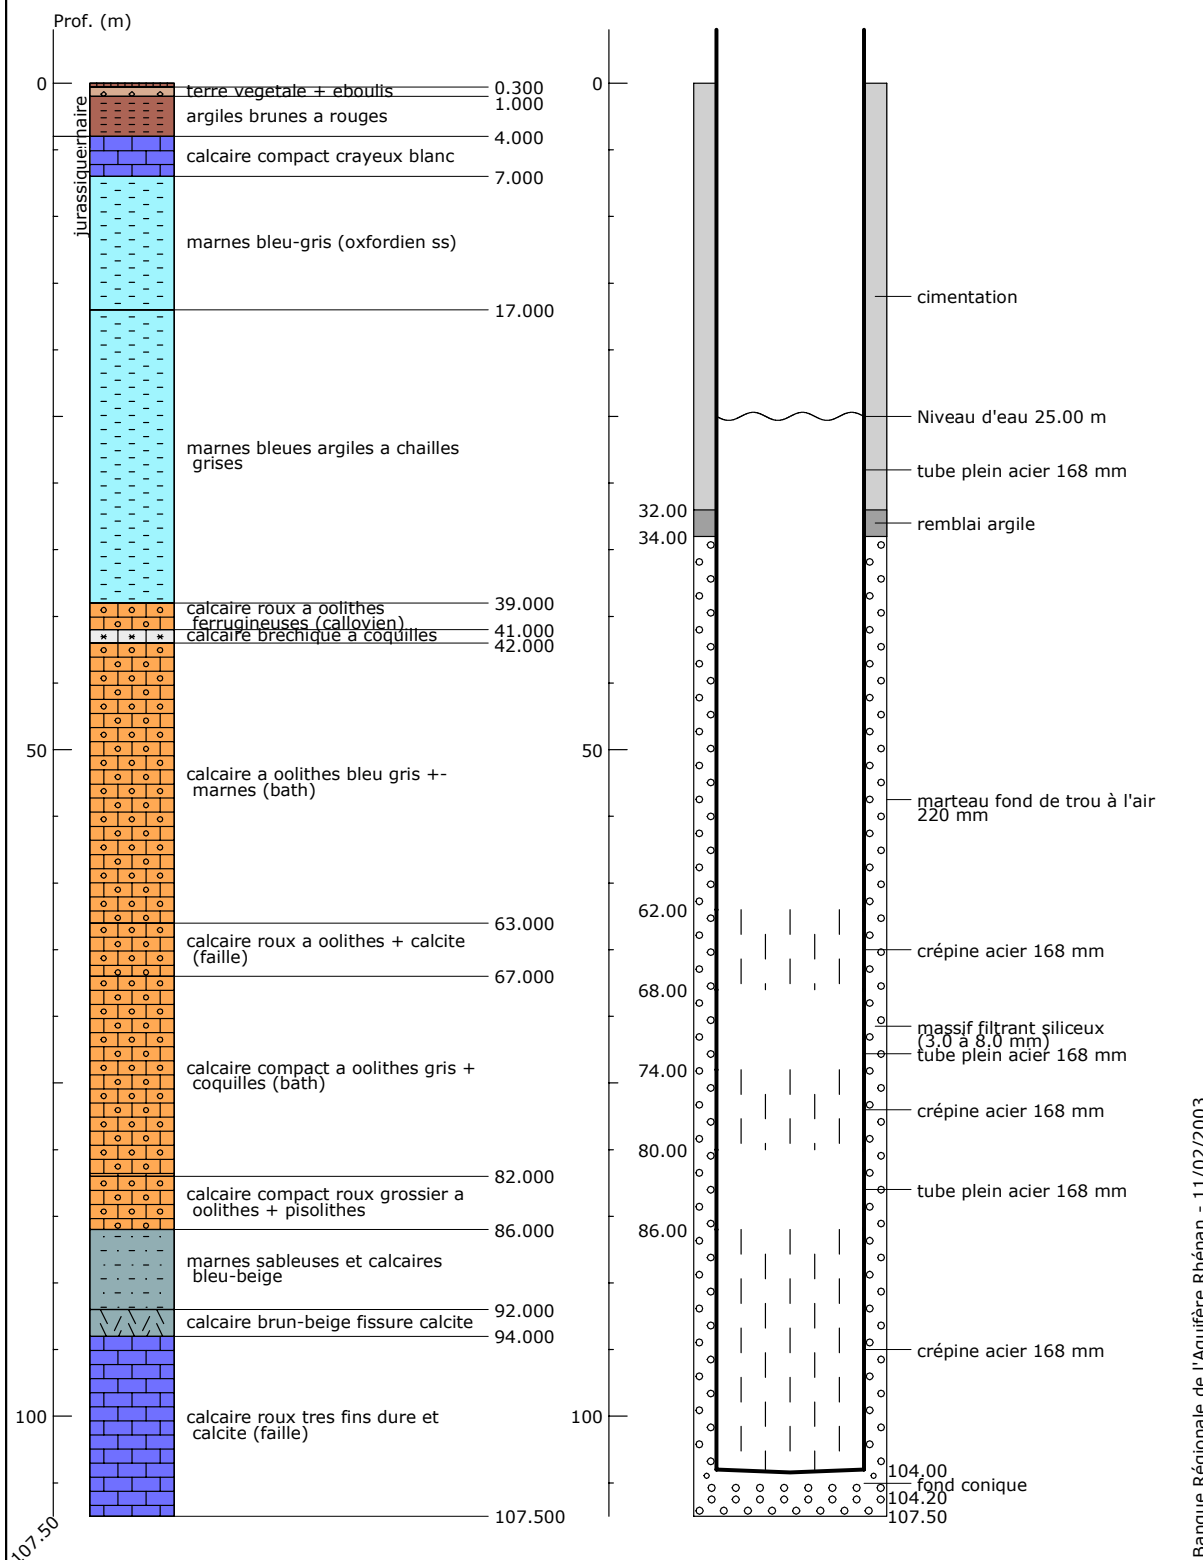 Prof. (m)
0
jurassique
terre vegetale + eboulis
0.300
1.000
argiles brunes a rouges
4.000
calcaire compact crayeux blanc
7.000
marnes bleu-gris (oxfordien ss)
17.000
marnes bleues argiles a chailles
grises
39.000
calcaire roux a oolithes
ferrugineuses (callovien)
41.000
calcaire brechique a coquilles
42.000
50
calcaire a oolithes bleu gris +-
marnes (bath)
63.000
calcaire roux a oolithes + calcite
(faille)
67.000
calcaire compact a oolithes gris +
coquilles (bath)
82.000
calcaire compact roux grossier a
oolithes + pisolithes
86.000
marnes sableuses et calcaires
bleu-beige
92.000
calcaire brun-beige fissure calcite
94.000
100
calcaire roux tres fins dure et
calcite (faille)
107.500
107.50
0
cimentation
Niveau d'eau 25.00 m
tube plein acier 168 mm
32.00
remblai argile
34.00
50
marteau fond de trou à l'air
220 mm
62.00
crépine acier 168 mm
68.00
massif filtrant siliceux
(3.0 à 8.0 mm)
tube plein acier 168 mm
74.00
crépine acier 168 mm
80.00
tube plein acier 168 mm
86.00
crépine acier 168 mm
100
104.00
fond conique
104.20
107.50
Banque Régionale de l'Aquifère Rhénan - 11/02/2003